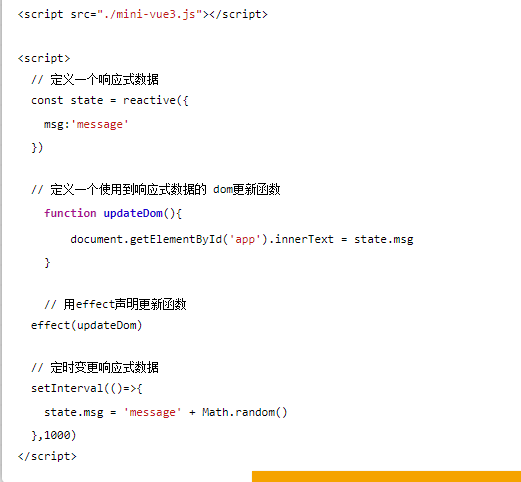 <script src="./mini-vue3.js"></script>
<script>
// 定义一个响应式数据
const state = reactive({
msg:'message'
})
// 定义一个使用到响应式数据的 dom更新函数
function updateDom(){
document.getElementById('app').innerText = state.msg
}
// 用effect声明更新函数
effect(updateDom)
// 定时变更响应式数据
setInterval(()=>{
state.msg = 'message' + Math.random()
},1000)
</script>